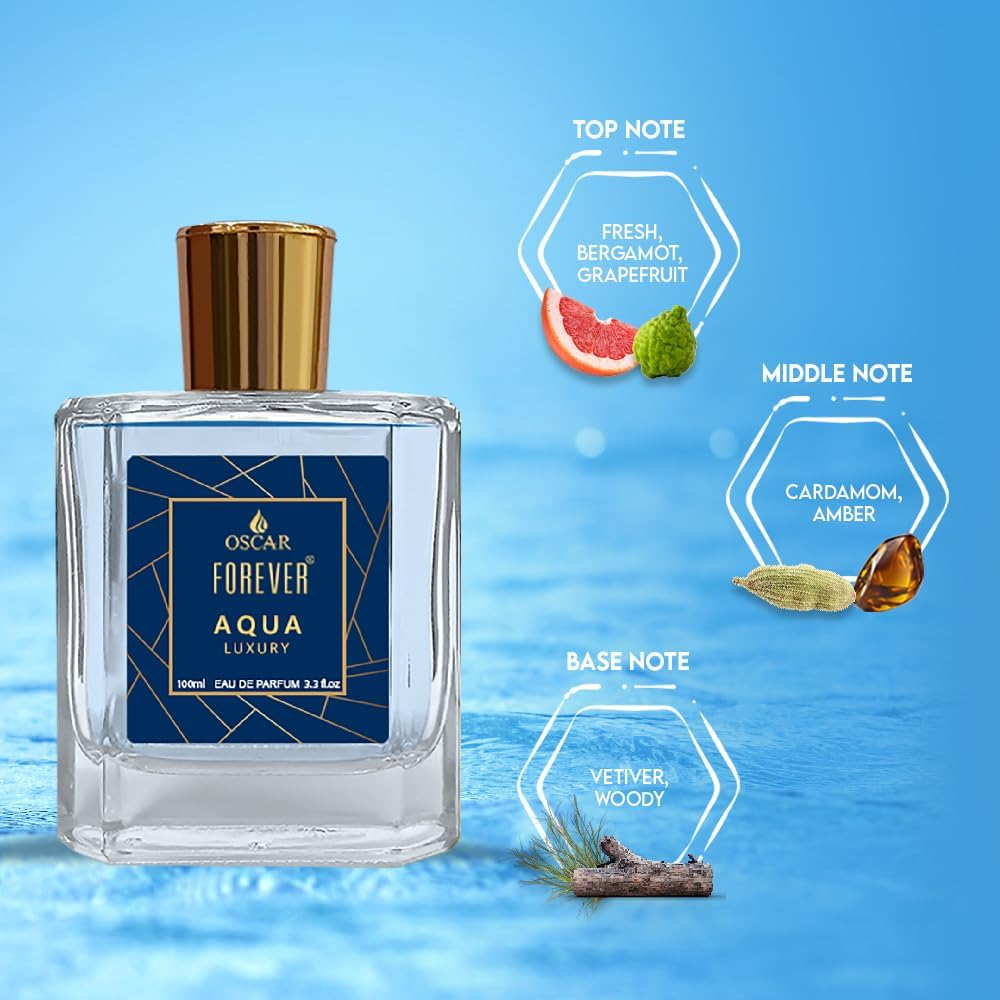 OSCAR
FOREVER®
AQUA
LUXURY
100ml EAU DE PARFUM 3.3 fl.oz
TOP NOTE
FRESH,
BERGAMOT,
GRAPEFRUIT
MIDDLE NOTE
CARDAMOM,
AMBER
BASE NOTE
VETIVER,
WOODY